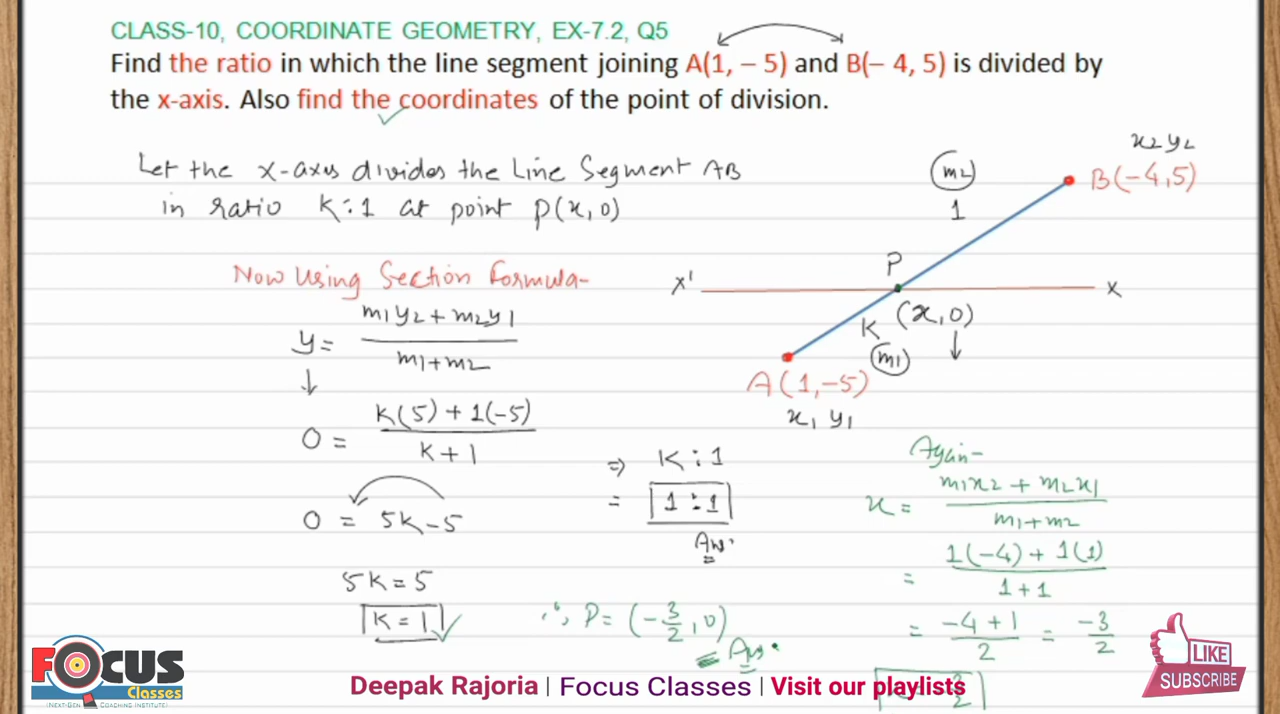 CLASS-10, COORDINATE GEOMETRY, EX-7.2, Q5
Find the ratio in which the line segment joining A(1, – 5) and B(– 4, 5) is divided by
the x-axis. Also find the coordinates of the point of division.
Let the x-axis divides the Line Segment AB
in ratio K:1 at point P(x,0)
Now Using Section Formula-
y = (m1y2 + m2y1) / (m1+m2)
0 = (K(5) + 1(-5)) / (K+1)
0 = 5K-5
5K = 5
K = 1
⇒ K : 1
= 1 : 1
Ans.
∴ P = (-3/2, 0)
Ans.
x2 y2
B(-4,5)
m2
1
P
x'
x
(x,0)
K
m1
A(1,-5)
x1 y1
Again-
x = (m1x2 + m2x1) / (m1+m2)
= (1(-4) + 1(1)) / (1+1)
= (-4+1) / 2 = -3/2
FOCUS
Classes
(NEXT-GEN COACHING INSTITUTE)
Deepak Rajoria | Focus Classes | Visit our playlists
LIKE
SUBSCRIBE